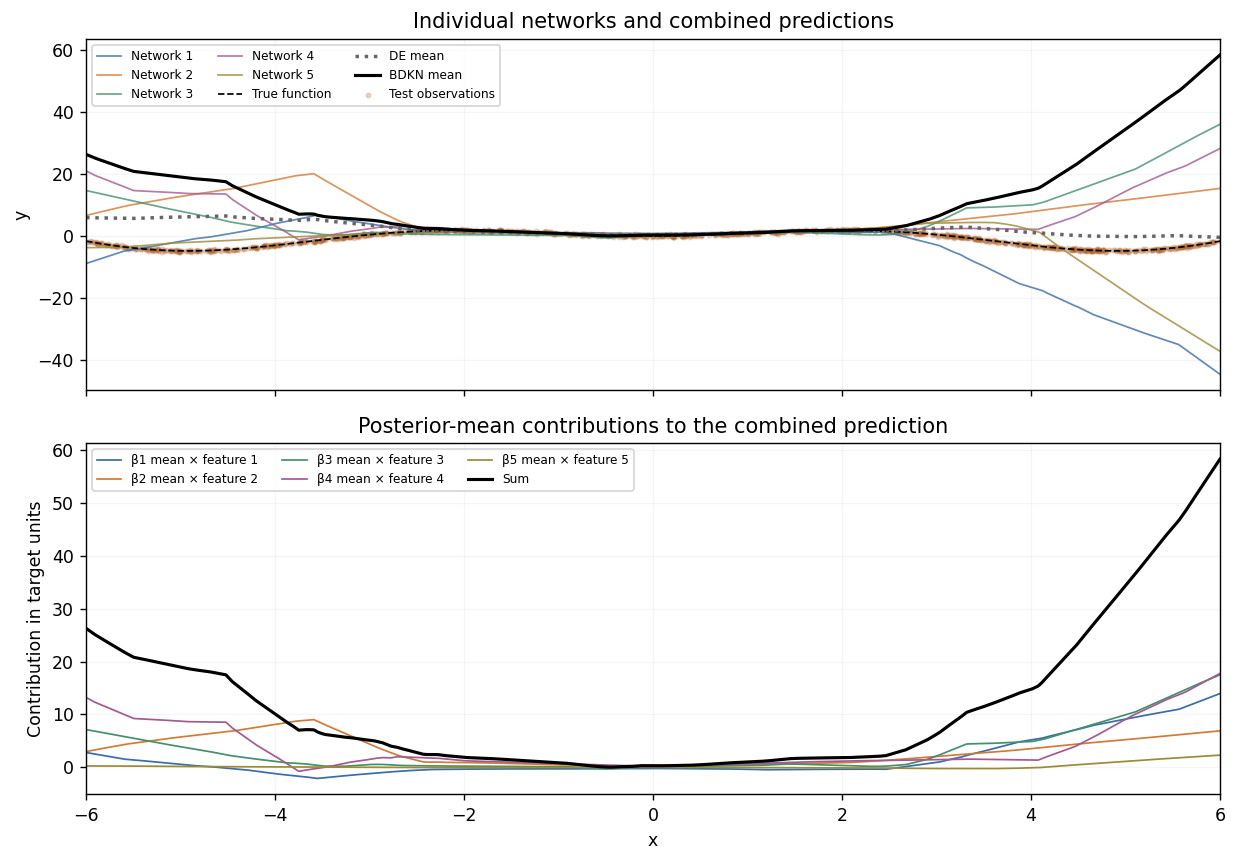 Individual networks and combined predictions
60
40
20
0
−20
−40
y
Network 1
Network 2
Network 3
Network 4
Network 5
True function
DE mean
BDKN mean
Test observations
Posterior-mean contributions to the combined prediction
60
50
40
30
20
10
0
Contribution in target units
β1 mean × feature 1
β2 mean × feature 2
β3 mean × feature 3
β4 mean × feature 4
β5 mean × feature 5
Sum
−6 −4 −2 0 2 4 6
x